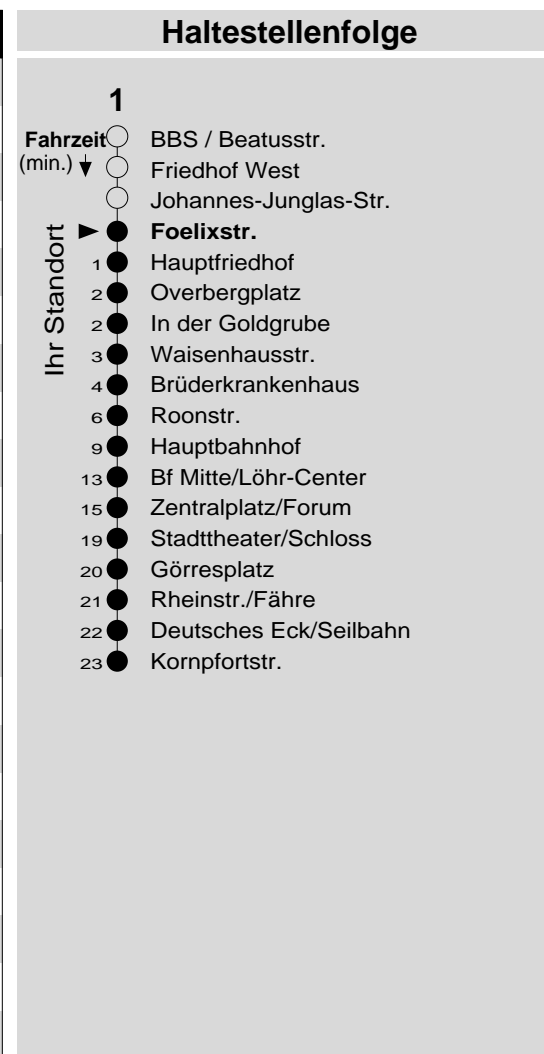 Haltestellenfolge
1
Fahrzeit BBS / Beatusstr.
(min.) Friedhof West
Johannes-Junglas-Str.
Ihr Standort
Foelixstr.
1 Hauptfriedhof
2 Overbergplatz
2 In der Goldgrube
3 Waisenhausstr.
4 Brüderkrankenhaus
6 Roonstr.
9 Hauptbahnhof
13 Bf Mitte/Löhr-Center
15 Zentralplatz/Forum
19 Stadttheater/Schloss
20 Görresplatz
21 Rheinstr./Fähre
22 Deutsches Eck/Seilbahn
23 Kornpfortstr.